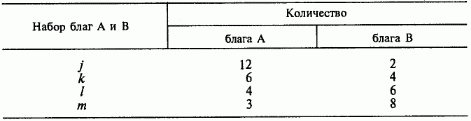 Набор благ А и В
Количество
блага А
блага В
j 12 2
k 6 4
l 4 6
m 3 8